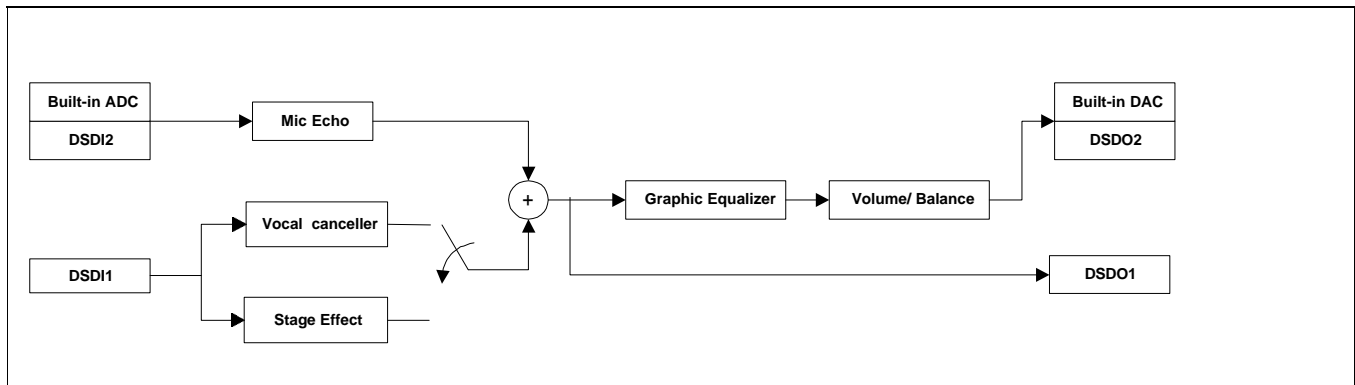 Built-in ADC
DSDI2
Mic Echo
Built-in DAC
DSDO2
+
Graphic Equalizer
Volume/ Balance
Vocal canceller
DSDI1
DSDO1
Stage Effect